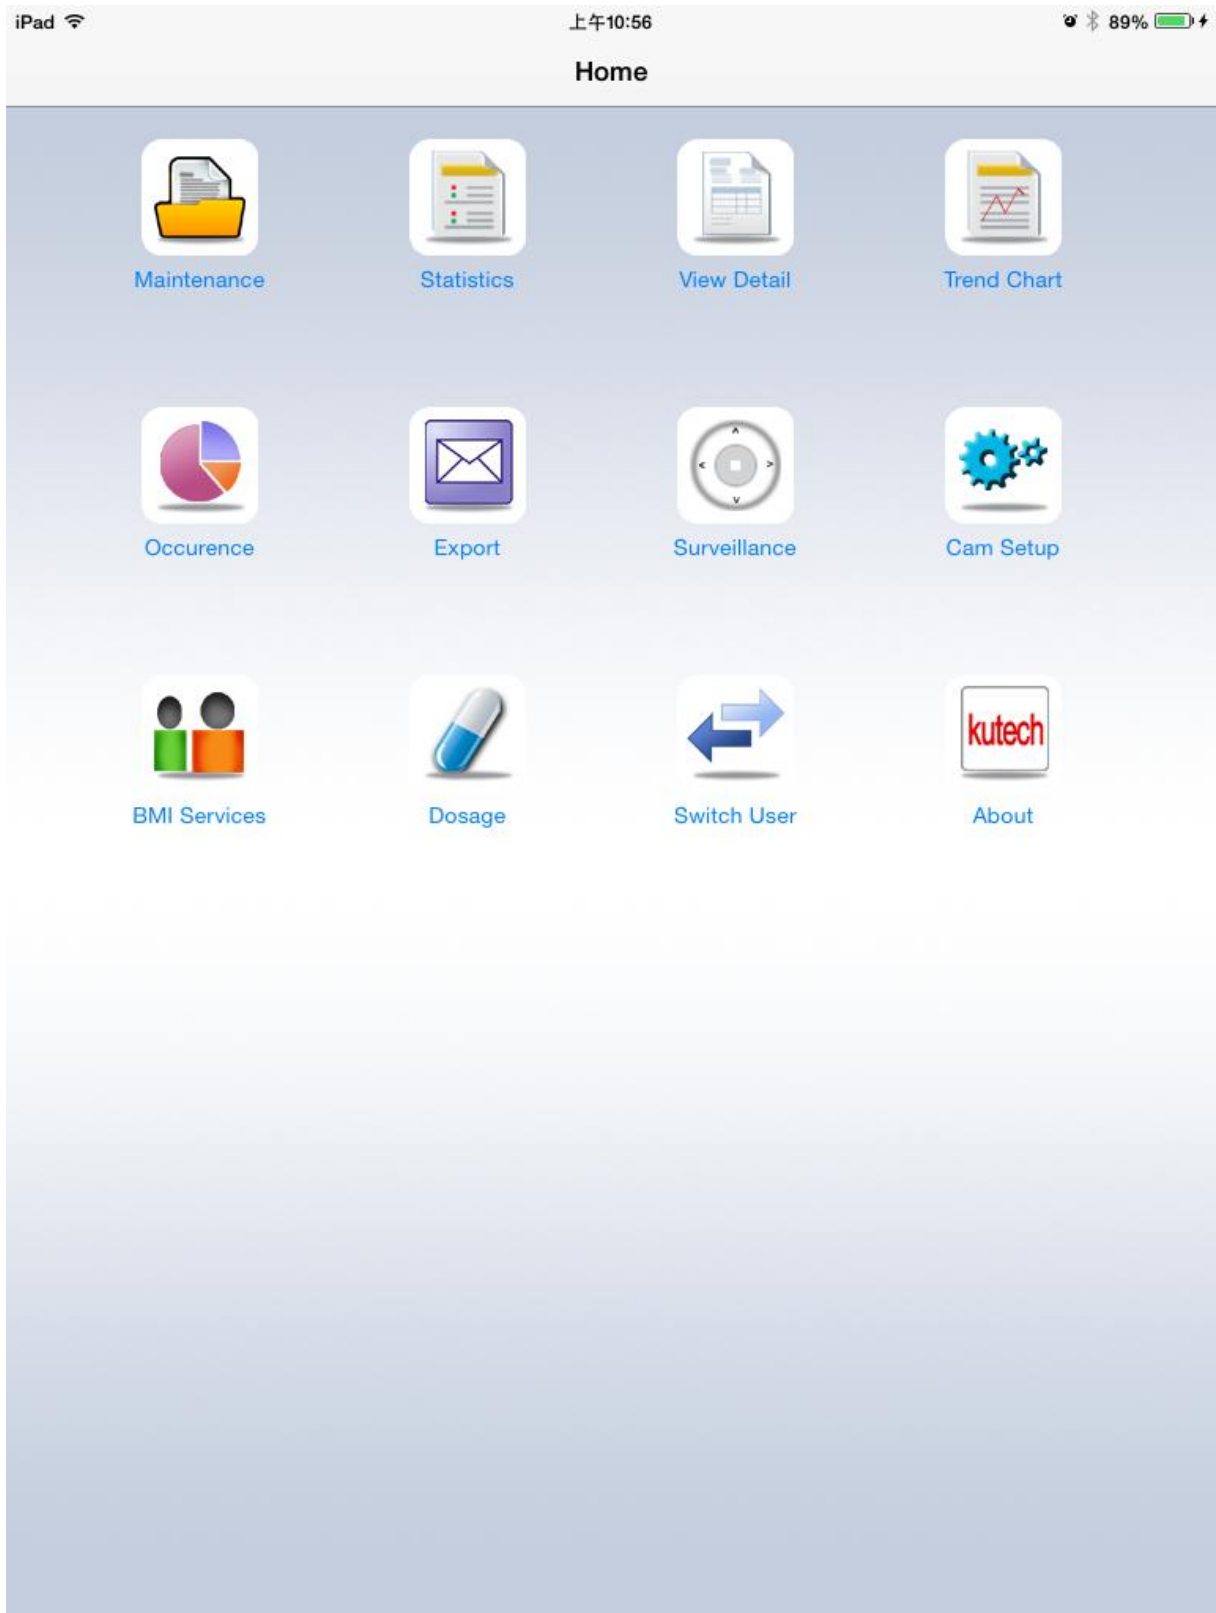 iPad 上午10:56 89%
Home
Maintenance Statistics View Detail Trend Chart
Occurence Export Surveillance Cam Setup
kutech
BMI Services Dosage Switch User About